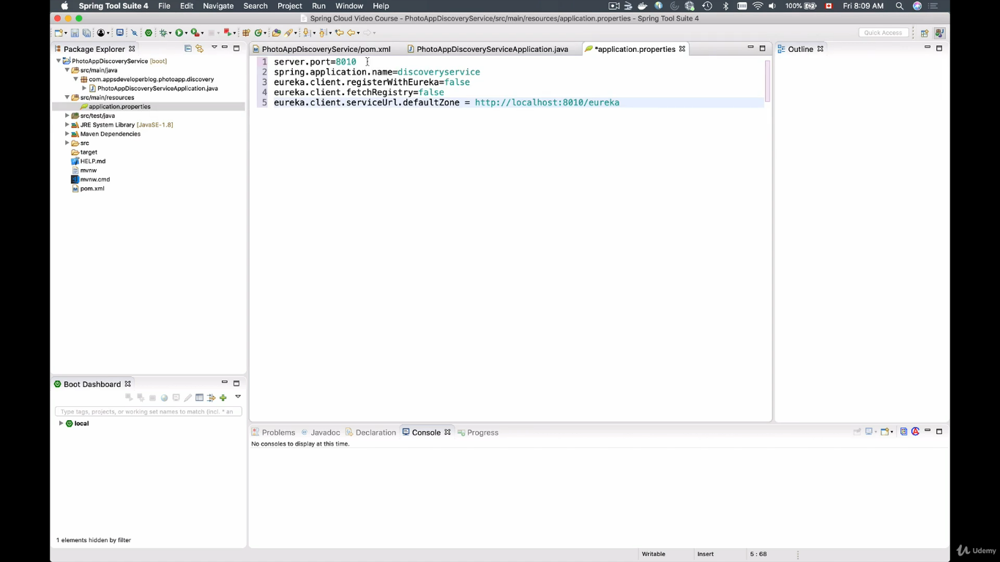 Spring Tool Suite 4 File Edit Navigate Search Project Run Window Help 100% Fri 8:09 AM
Spring Cloud Video Course - PhotoAppDiscoveryService/src/main/resources/application.properties - Spring Tool Suite 4
Quick Access
Package Explorer
PhotoAppDiscoveryService [boot]
src/main/java
com.appsdeveloperblog.photoapp.discovery
PhotoAppDiscoveryServiceApplication.java
src/main/resources
application.properties
src/test/java
JRE System Library [JavaSE-1.8]
Maven Dependencies
src
target
HELP.md
mvnw
mvnw.cmd
pom.xml
PhotoAppDiscoveryService/pom.xml PhotoAppDiscoveryServiceApplication.java *application.properties
1 server.port=8010
2 spring.application.name=discoveryservice
3 eureka.client.registerWithEureka=false
4 eureka.client.fetchRegistry=false
5 eureka.client.serviceUrl.defaultZone = http://localhost:8010/eureka
Outline
Boot Dashboard
Type tags, projects, or working set names to match (incl. * an
local
1 elements hidden by filter
Problems Javadoc Declaration Console Progress
No consoles to display at this time.
Writable Insert 5 : 68
Udemy